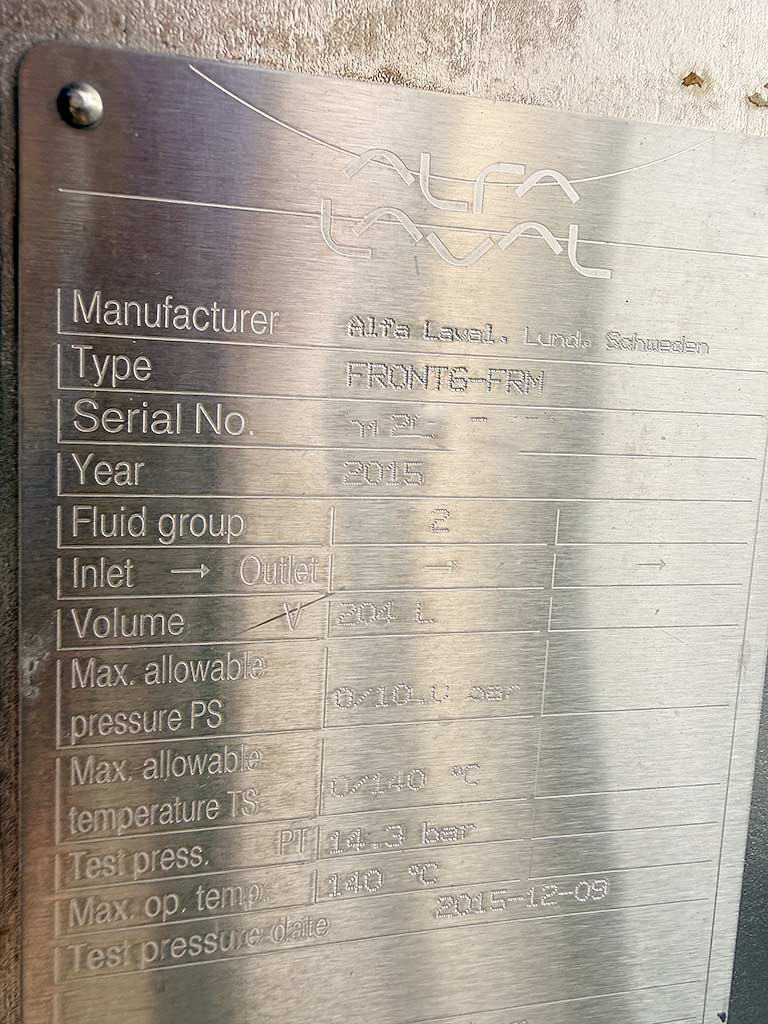 ALFA
LAVAL
Manufacturer Alfa Laval. Lund. Schweden
Type FRONT6-FRM
Serial No.
Year 2015
Fluid group 2
Inlet → Outlet → →
Volume V 204 L
Max. allowable
pressure PS 0/10.0 bar
Max. allowable
temperature TS 0/140 °C
Test press. PT 14.3 bar
Max. op. temp. 140 °C
Test pressure date 2015-12-09